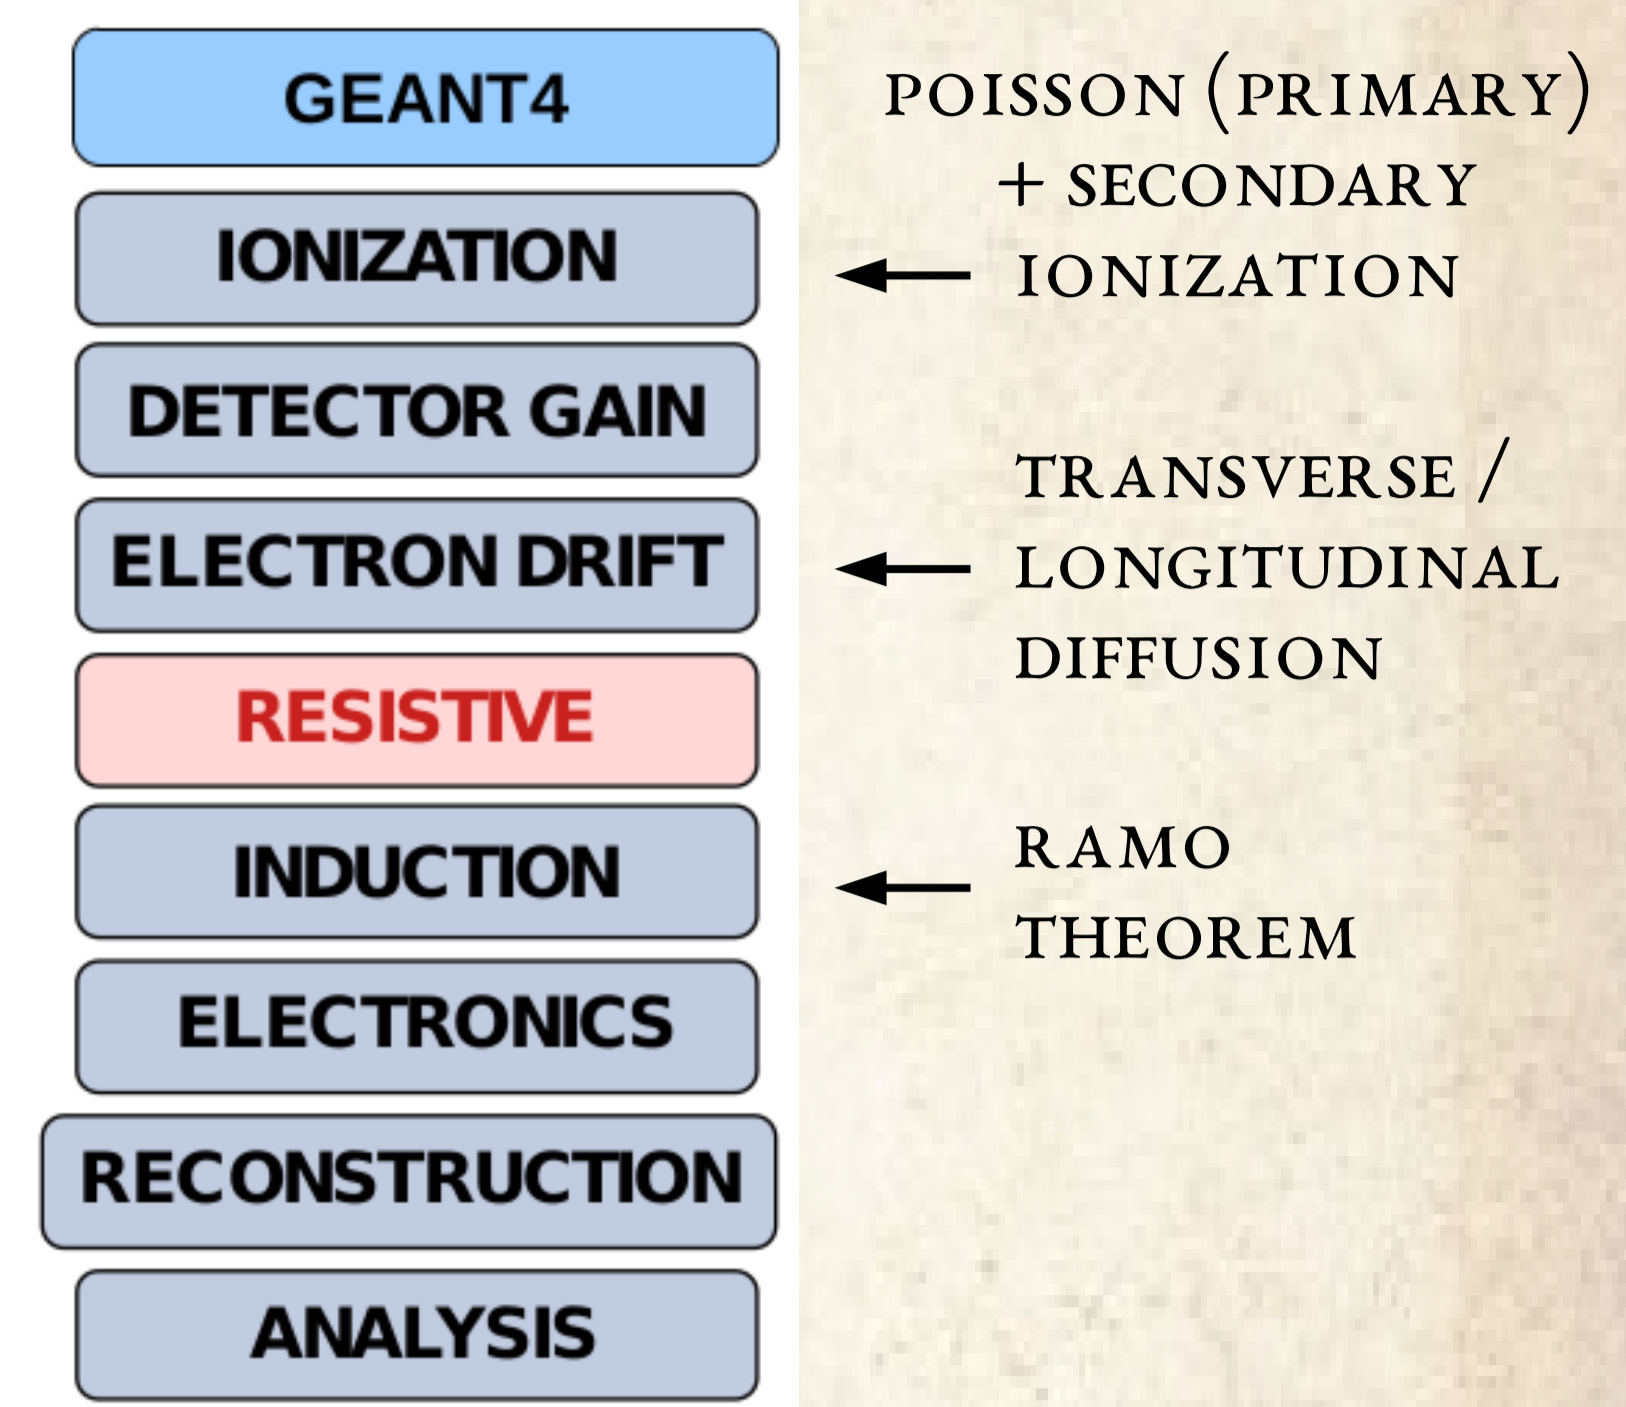 GEANT4
IONIZATION
DETECTOR GAIN
ELECTRON DRIFT
RESISTIVE
INDUCTION
ELECTRONICS
RECONSTRUCTION
ANALYSIS
POISSON (PRIMARY)
+ SECONDARY
IONIZATION
TRANSVERSE /
LONGITUDINAL
DIFFUSION
RAMO
THEOREM